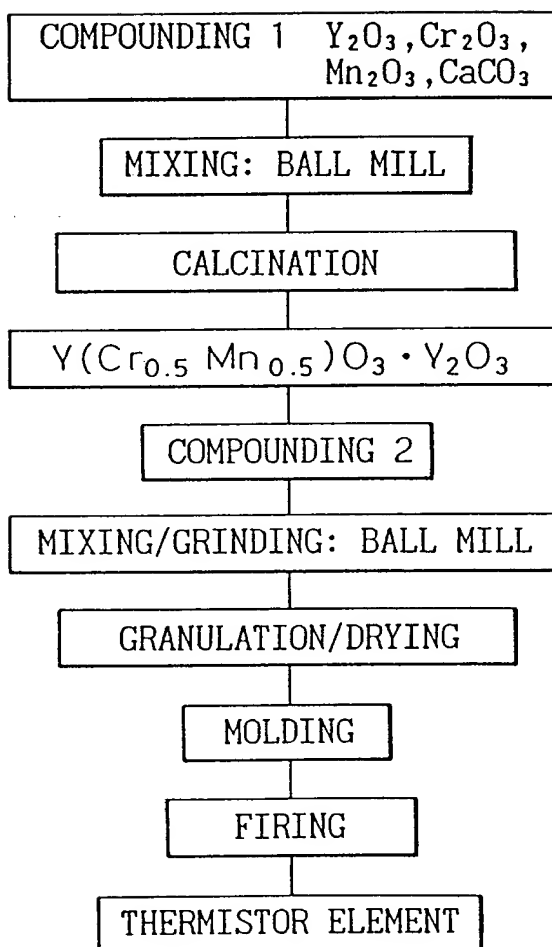 COMPOUNDING 1 Y₂O₃,Cr₂O₃,
Mn₂O₃,CaCO₃
MIXING: BALL MILL
CALCINATION
Y(Cr₀.₅ Mn₀.₅)O₃・Y₂O₃
COMPOUNDING 2
MIXING/GRINDING: BALL MILL
GRANULATION/DRYING
MOLDING
FIRING
THERMISTOR ELEMENT